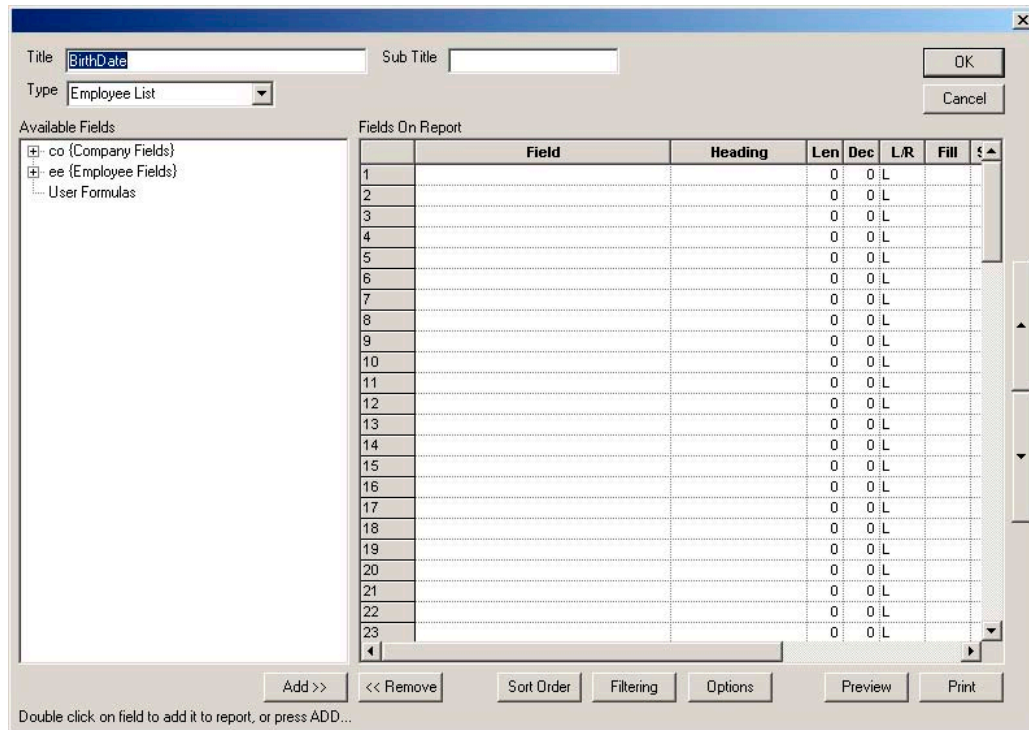 Title BirthDate Sub Title OK
Type Employee List Cancel
Available Fields Fields On Report
co {Company Fields}
ee {Employee Fields}
User Formulas
Field Heading Len Dec L/R Fill
1 0 0 L
2 0 0 L
3 0 0 L
4 0 0 L
5 0 0 L
6 0 0 L
7 0 0 L
8 0 0 L
9 0 0 L
10 0 0 L
11 0 0 L
12 0 0 L
13 0 0 L
14 0 0 L
15 0 0 L
16 0 0 L
17 0 0 L
18 0 0 L
19 0 0 L
20 0 0 L
21 0 0 L
22 0 0 L
23 0 0 L
Add >> << Remove Sort Order Filtering Options Preview Print
Double click on field to add it to report, or press ADD...